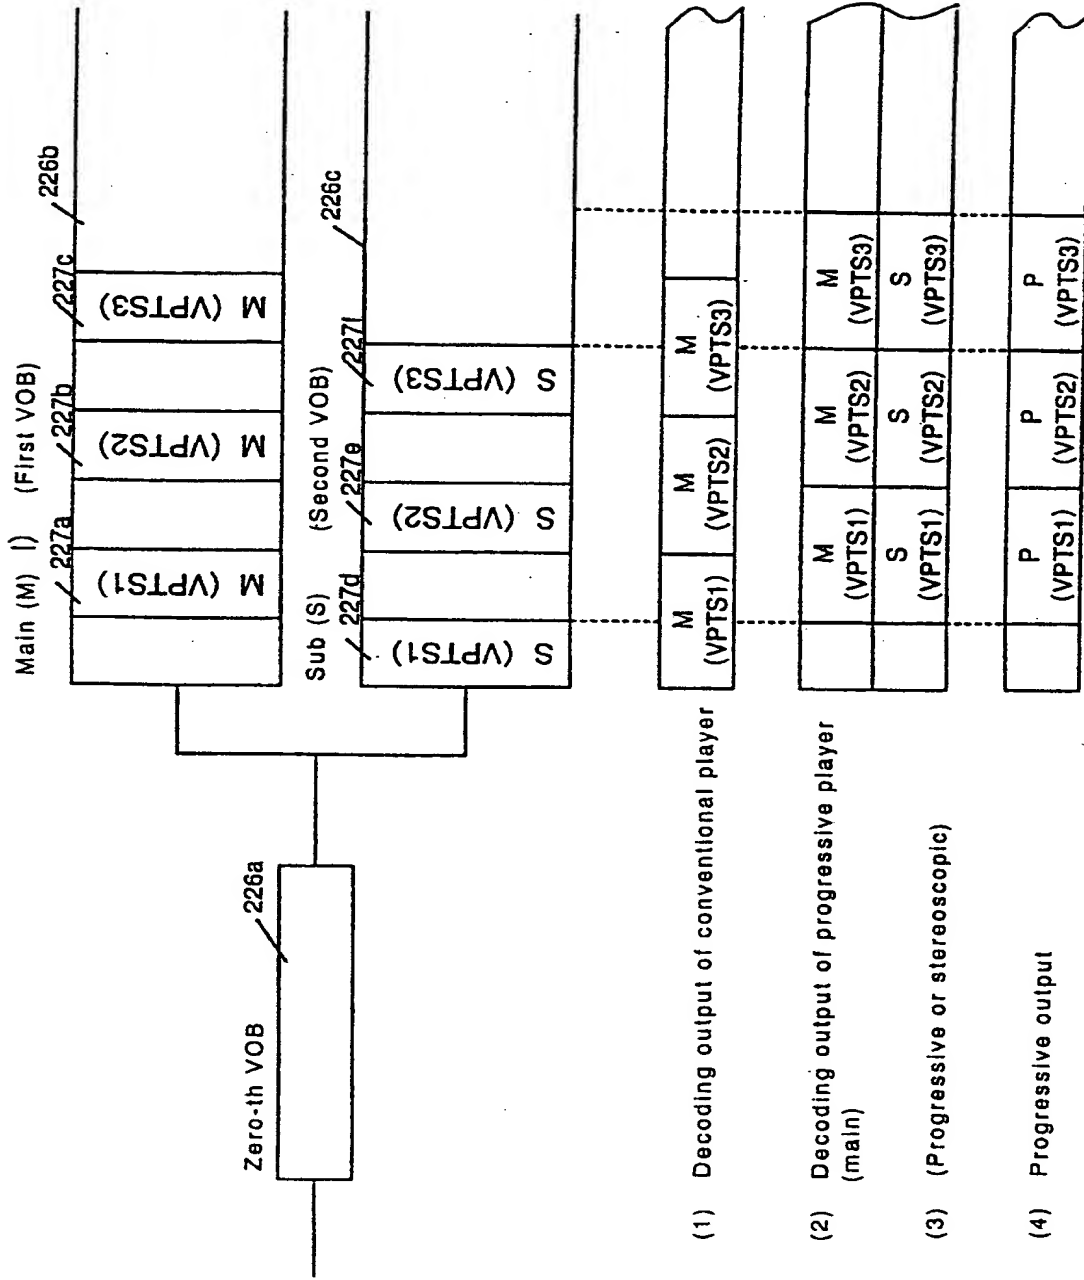 Main (M) I) (First VOB)
227a 227b 227c 226b
M (VPTS1) M (VPTS2) M (VPTS3)
Sub (S) (Second VOB)
227d 227e 227f 226c
S (VPTS1) S (VPTS2) S (VPTS3)
Zero-th VOB
226a
(1) Decoding output of conventional player
M
(VPTS1)
M
(VPTS2)
M
(VPTS3)
(2) Decoding output of progressive player
(main)
M
(VPTS1)
M
(VPTS2)
M
(VPTS3)
(3) (Progressive or stereoscopic)
S
(VPTS1)
S
(VPTS2)
S
(VPTS3)
(4) Progressive output
P
(VPTS1)
P
(VPTS2)
P
(VPTS3)